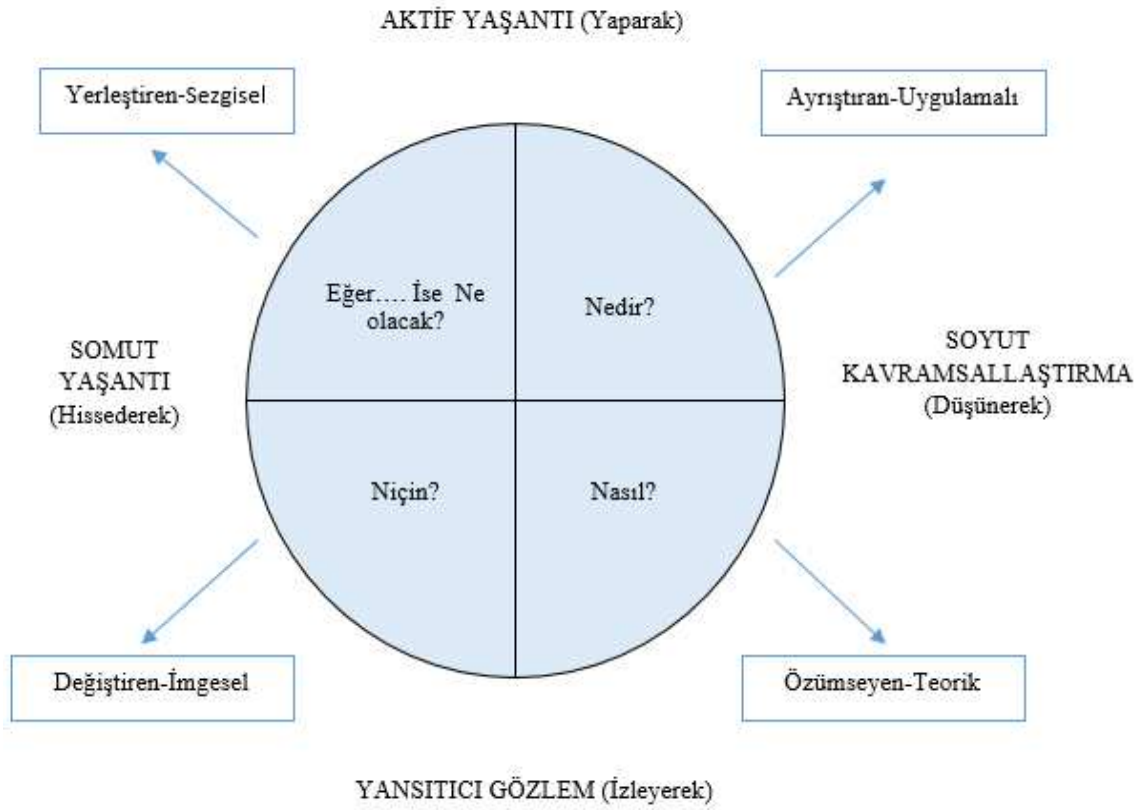 AKTİF YAŞANTI (Yaparak)
Yerleştiren-Sezgisel
Ayrıştıran-Uygulamalı
Eğer…. İse Ne
olacak?
Nedir?
SOMUT
YAŞANTI
(Hissederek)
SOYUT
KAVRAMSALLAŞTIRMA
(Düşünerek)
Niçin?
Nasıl?
Değiştiren-İmgesel
Özümseyen-Teorik
YANSITICI GÖZLEM (İzleyerek)